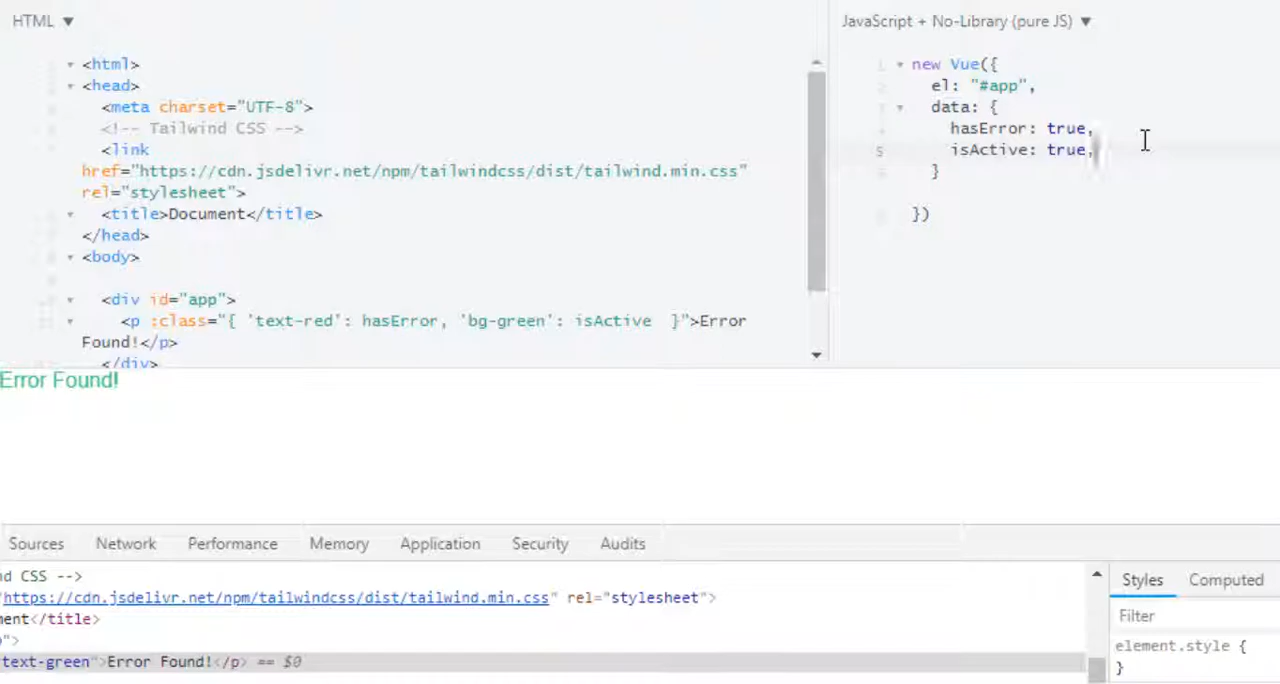 HTML ▼
<html>
<head>
<meta charset="UTF-8">
<!-- Tailwind CSS -->
<link
href="https://cdn.jsdelivr.net/npm/tailwindcss/dist/tailwind.min.css"
rel="stylesheet">
<title>Document</title>
</head>
<body>
<div id="app">
<p :class="{ 'text-red': hasError, 'bg-green': isActive  }">Error
Found!</p>
</div>
JavaScript + No-Library (pure JS) ▼
new Vue({
el: "#app",
data: {
hasError: true,
5 isActive: true,
}
})
Error Found!
Sources Network Performance Memory Application Security Audits
nd CSS -->
"https://cdn.jsdelivr.net/npm/tailwindcss/dist/tailwind.min.css" rel="stylesheet">
ment</title>
p">
text-green">Error Found!</p> == $0
Styles Computed
Filter
element.style {
}